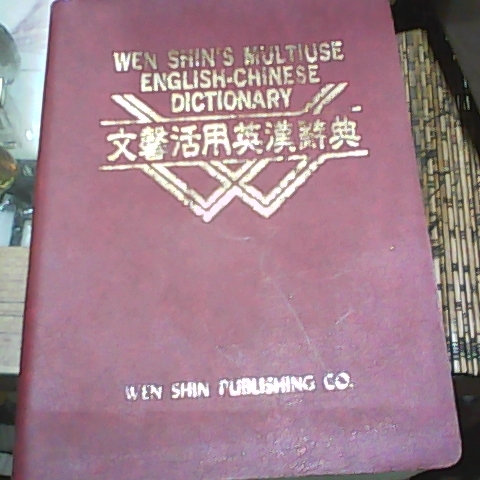 WEN SHIN'S MULTIUSE
ENGLISH-CHINESE
DICTIONARY
文馨活用英漢辭典
WEN SHIN PUBLISHING CO.